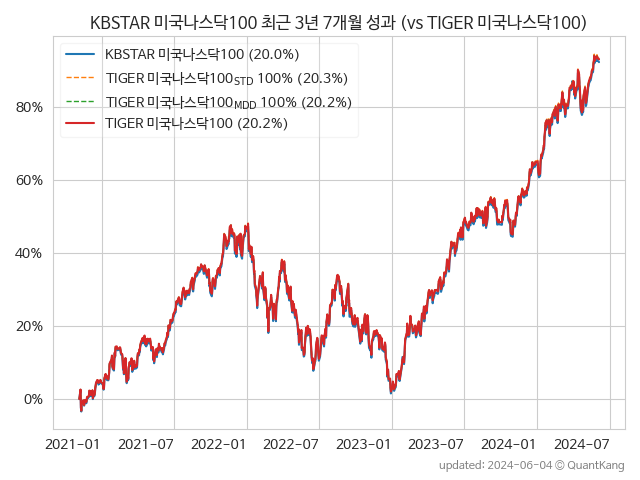 KBSTAR 미국나스닥100 최근 3년 7개월 성과 (vs TIGER 미국나스닥100)
KBSTAR 미국나스닥100 (20.0%)
TIGER 미국나스닥100STD 100% (20.3%)
TIGER 미국나스닥100MDD 100% (20.2%)
TIGER 미국나스닥100 (20.2%)
80%
60%
40%
20%
0%
2021-01 2021-07 2022-01 2022-07 2023-01 2023-07 2024-01 2024-07
updated: 2024-06-04 © QuantKang